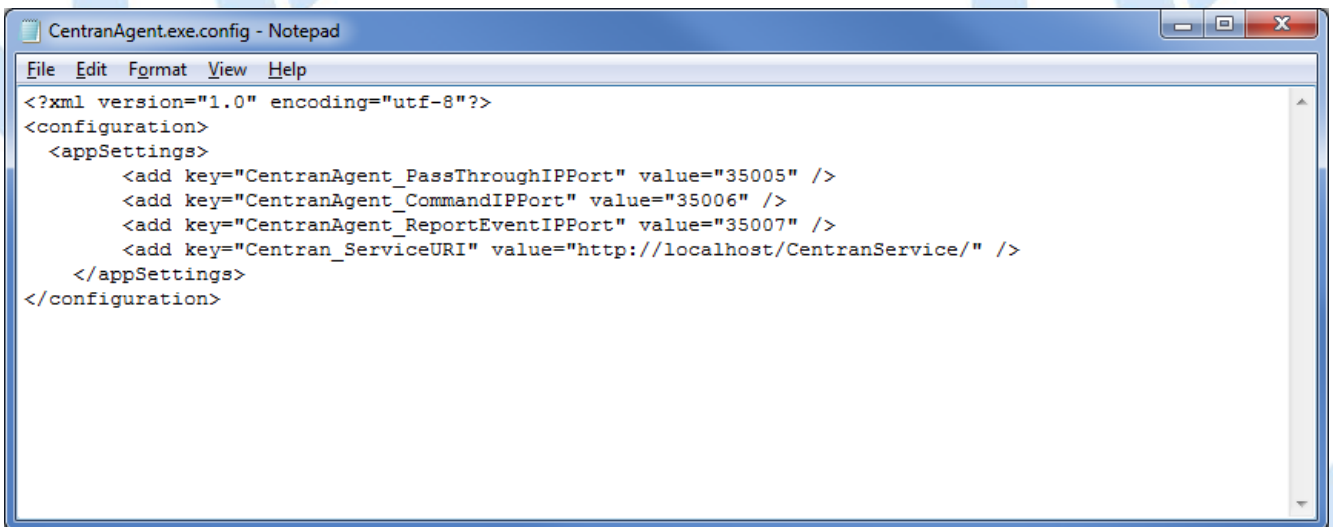 CentranAgent.exe.config - Notepad
File Edit Format View Help
<?xml version="1.0" encoding="utf-8"?>
<configuration>
  <appSettings>
        <add key="CentranAgent_PassThroughIPPort" value="35005" />
        <add key="CentranAgent_CommandIPPort" value="35006" />
        <add key="CentranAgent_ReportEventIPPort" value="35007" />
        <add key="Centran_ServiceURI" value="http://localhost/CentranService/" />
    </appSettings>
</configuration>